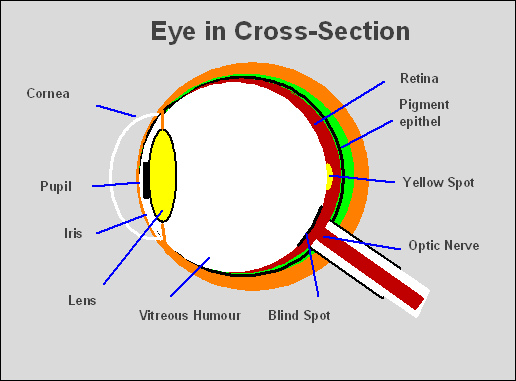 Eye in Cross-Section
Retina
Cornea
Pigment
epithel
Pupil
Yellow Spot
Iris
Optic Nerve
Lens
Vitreous Humour
Blind Spot